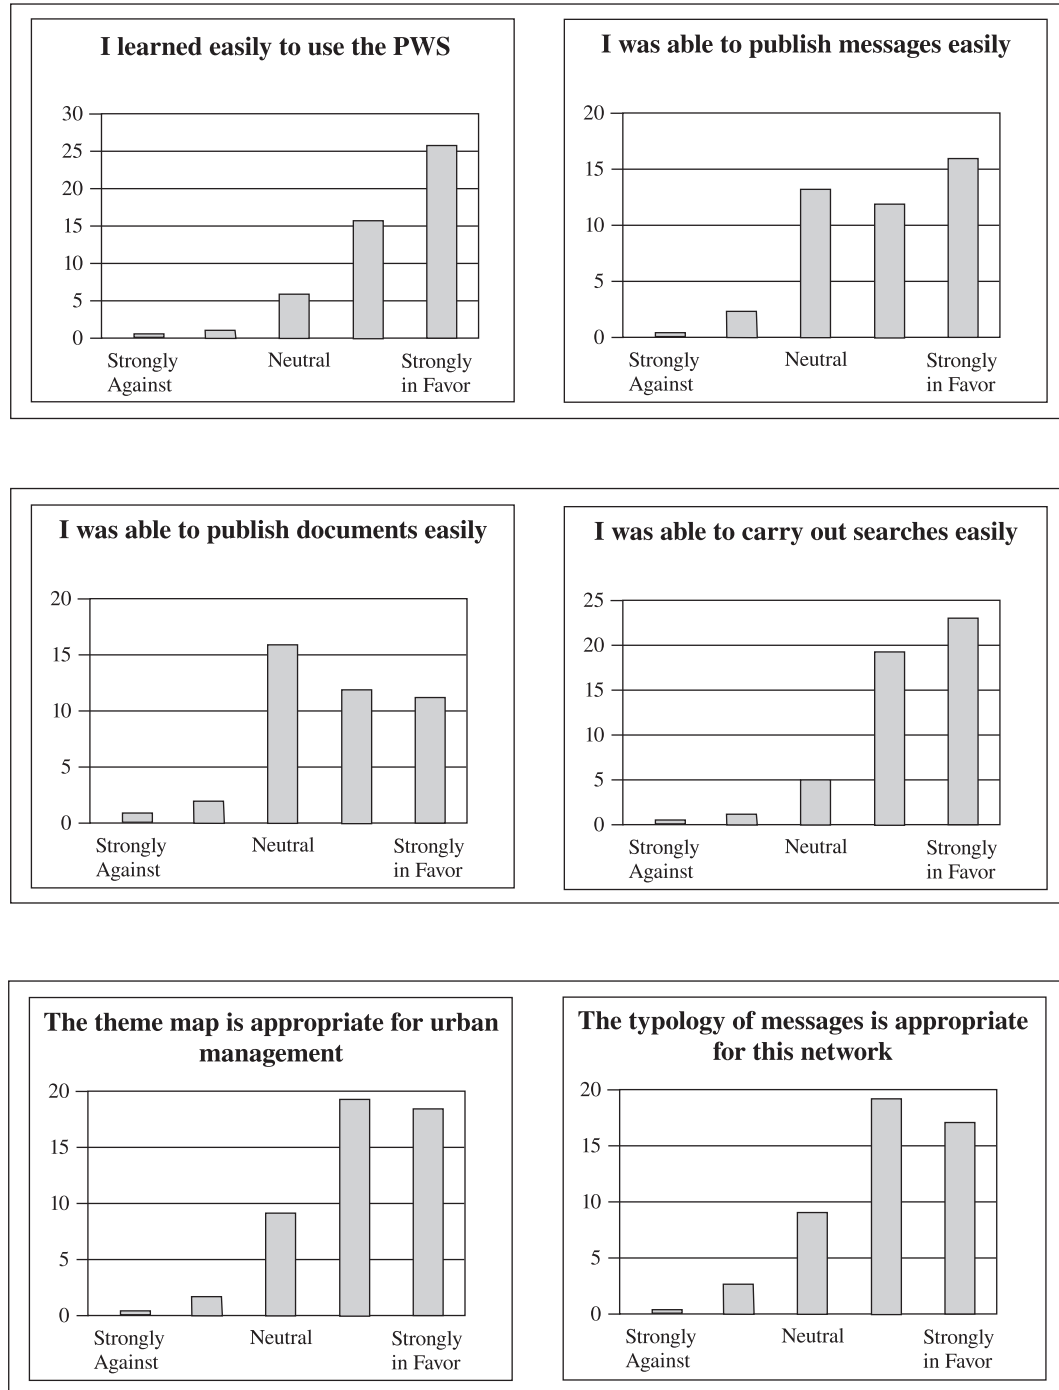 I learned easily to use the PWS
30
25
20
15
10
5
0
Strongly
Against
Neutral
Strongly
in Favor
I was able to publish messages easily
20
15
10
5
0
Strongly
Against
Neutral
Strongly
in Favor
I was able to publish documents easily
20
15
10
5
0
Strongly
Against
Neutral
Strongly
in Favor
I was able to carry out searches easily
25
20
15
10
5
0
Strongly
Against
Neutral
Strongly
in Favor
The theme map is appropriate for urban
management
20
15
10
5
0
Strongly
Against
Neutral
Strongly
in Favor
The typology of messages is appropriate
for this network
20
15
10
5
0
Strongly
Against
Neutral
Strongly
in Favor